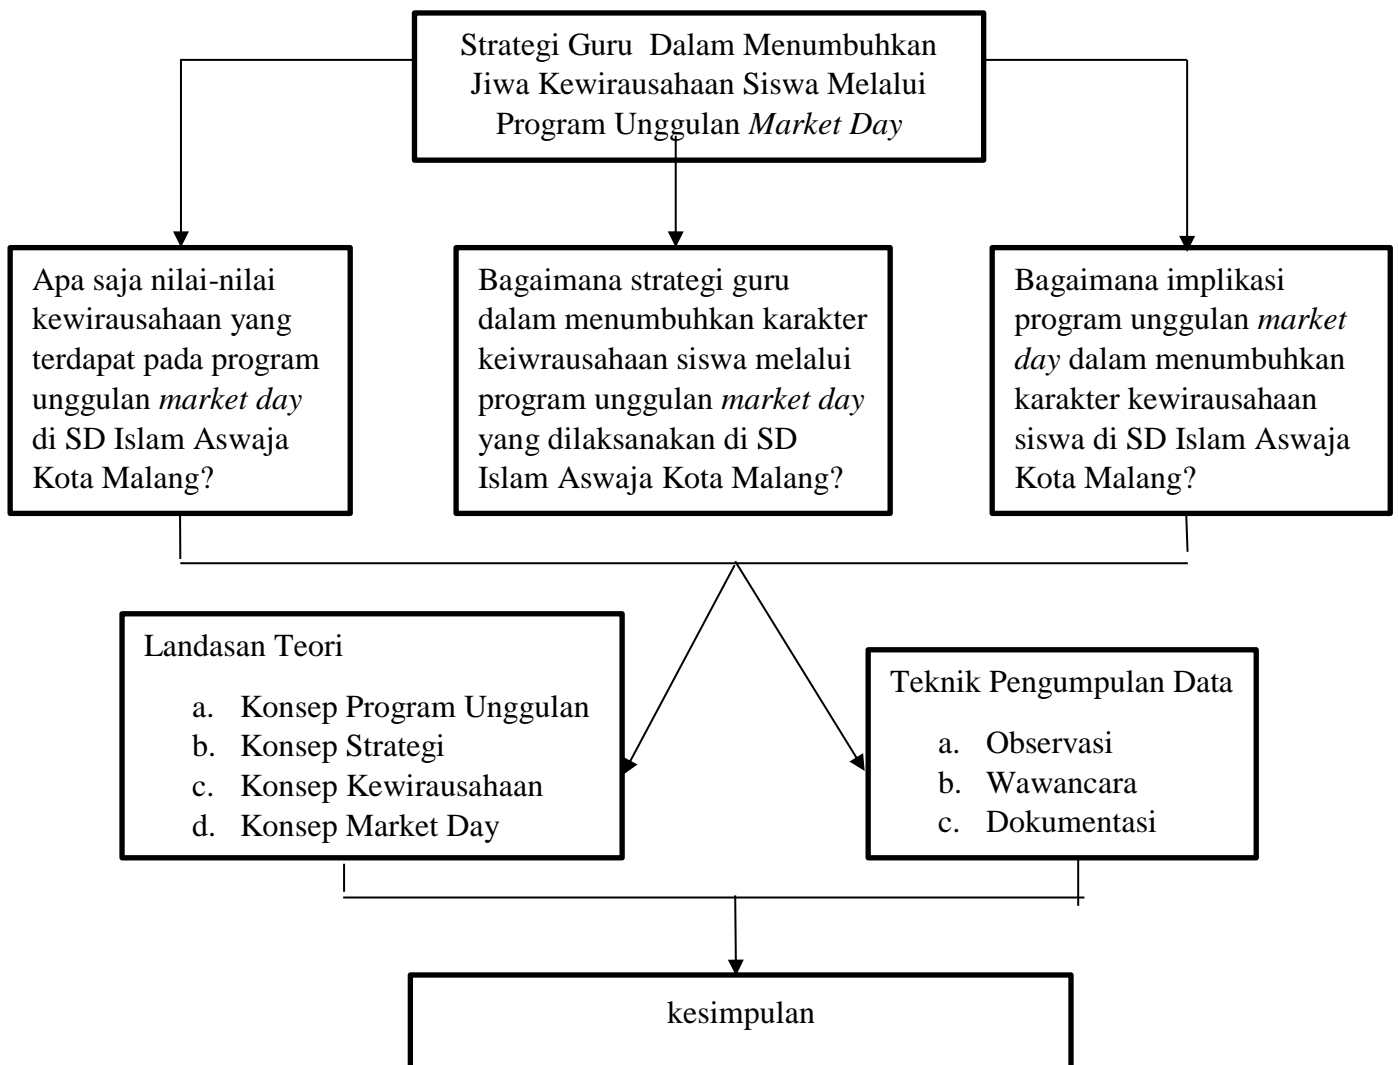 Strategi Guru  Dalam Menumbuhkan
Jiwa Kewirausahaan Siswa Melalui
Program Unggulan Market Day
Apa saja nilai-nilai
kewirausahaan yang
terdapat pada program
unggulan market day
di SD Islam Aswaja
Kota Malang?
Bagaimana strategi guru
dalam menumbuhkan karakter
keiwrausahaan siswa melalui
program unggulan market day
yang dilaksanakan di SD
Islam Aswaja Kota Malang?
Bagaimana implikasi
program unggulan market
day dalam menumbuhkan
karakter kewirausahaan
siswa di SD Islam Aswaja
Kota Malang?
Landasan Teori
a. Konsep Program Unggulan
b. Konsep Strategi
c. Konsep Kewirausahaan
d. Konsep Market Day
Teknik Pengumpulan Data
a. Observasi
b. Wawancara
c. Dokumentasi
kesimpulan